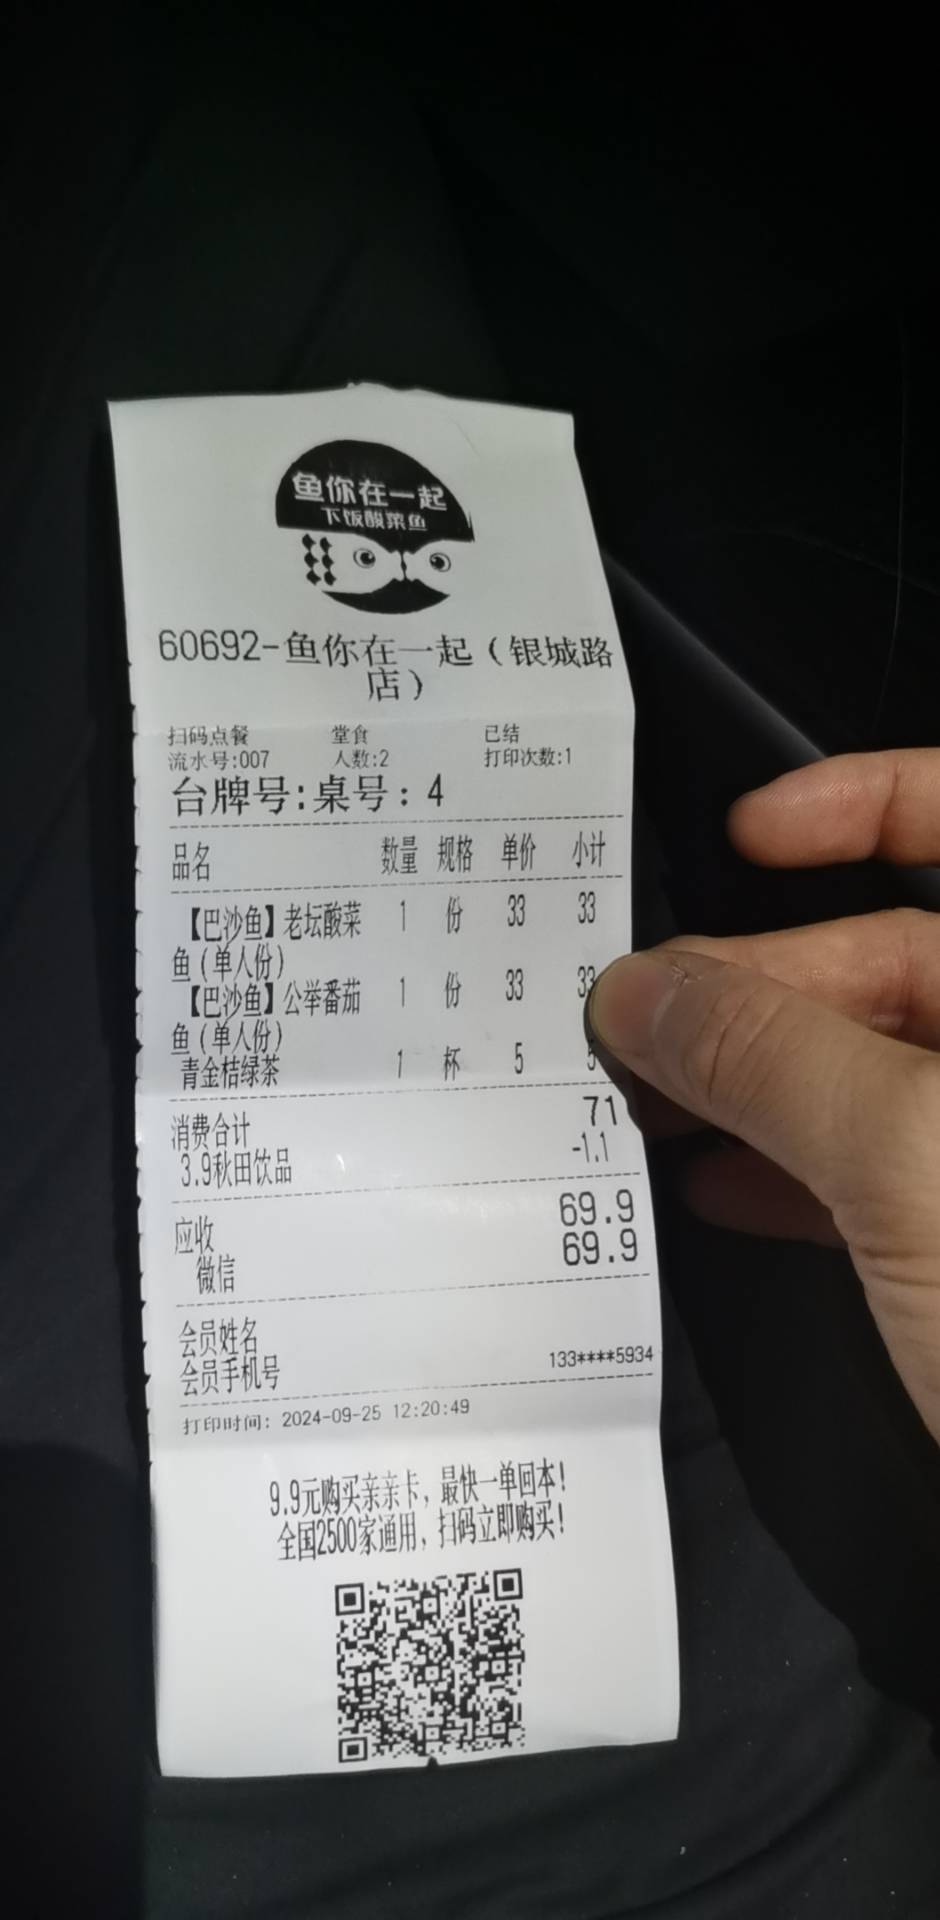 鱼你在一起
下饭酸菜鱼
60692-鱼你在一起（银城路
店）
扫码点餐 堂食 已结
流水号:007 人数:2 打印次数:1
台牌号:桌号：4
品名 数量 规格 单价 小计
【巴沙鱼】老坛酸菜 1 份 33 33
鱼(单人份)
【巴沙鱼】公举番茄 1 份 33 33
鱼(单人份)
青金桔绿茶 1 杯 5 5
消费合计 71
3.9秋田饮品 -1.1
应收 69.9
微信 69.9
会员姓名
会员手机号 133****5934
打印时间: 2024-09-25 12:20:49
9.9元购买亲亲卡，最快一单回本！
全国2500家通用，扫码立即购买！